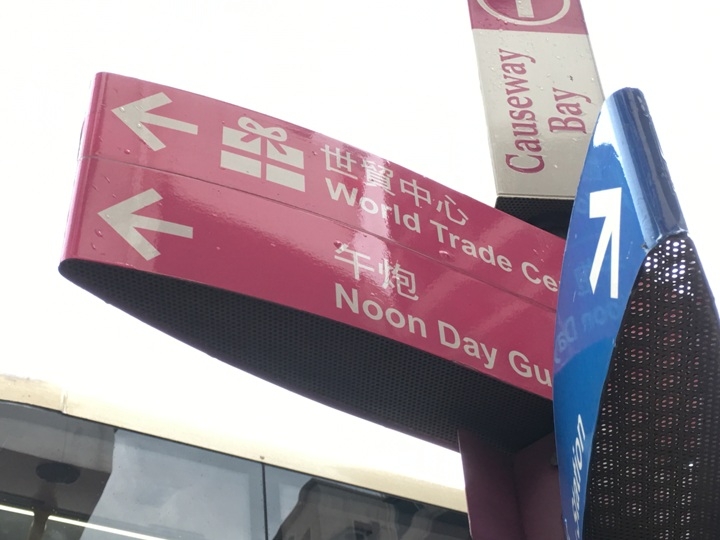 Causeway
Bay
世貿中心
World Trade Ce
午炮
Noon Day Gu